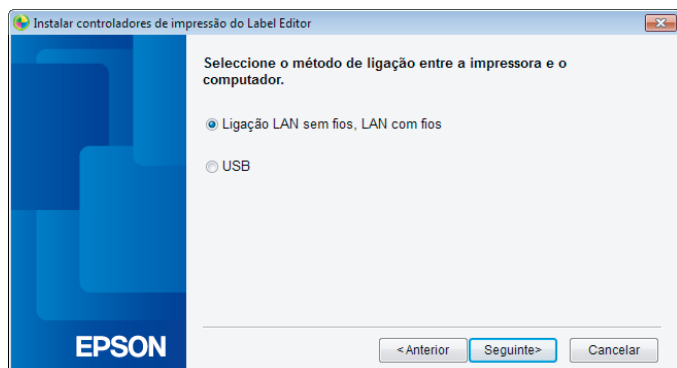 Instalar controladores de impressão do Label Editor
Seleccione o método de ligação entre a impressora e o
computador.
Ligação LAN sem fios, LAN com fios
USB
EPSON
<Anterior
Seguinte>
Cancelar